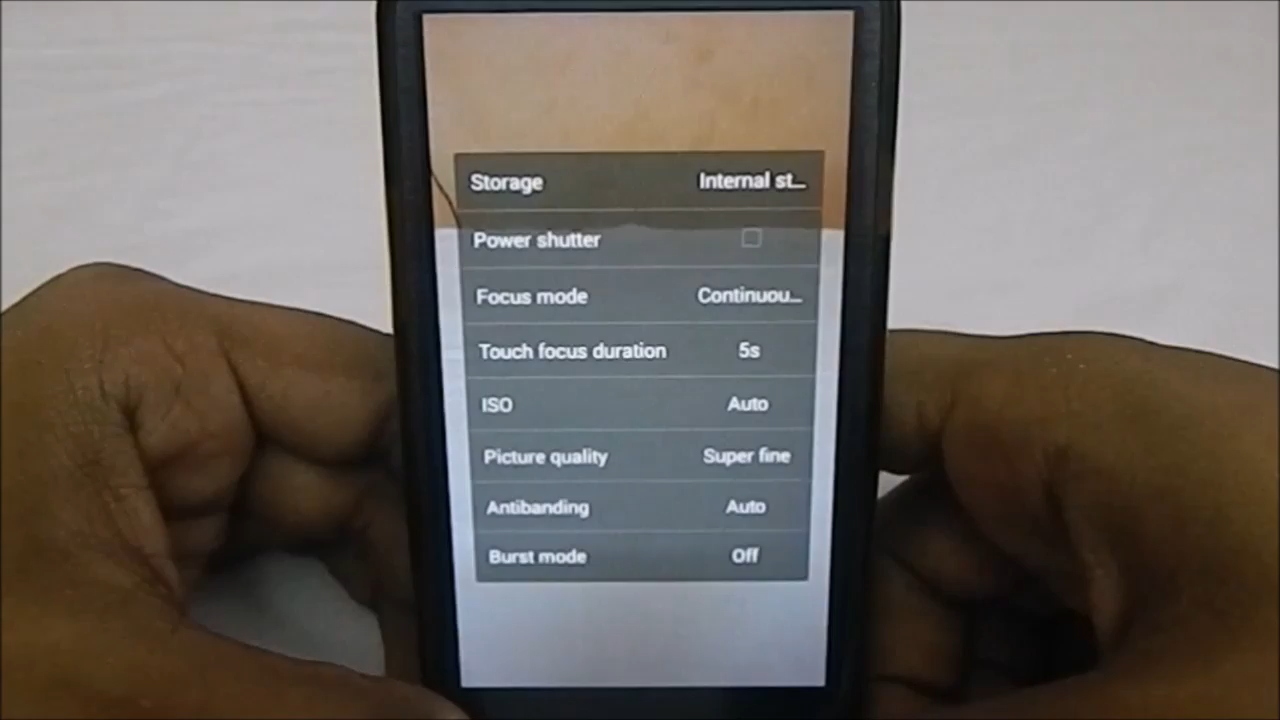 Storage Internal st...
Power shutter
Focus mode Continuou...
Touch focus duration 5s
ISO Auto
Picture quality Super fine
Antibanding Auto
Burst mode Off